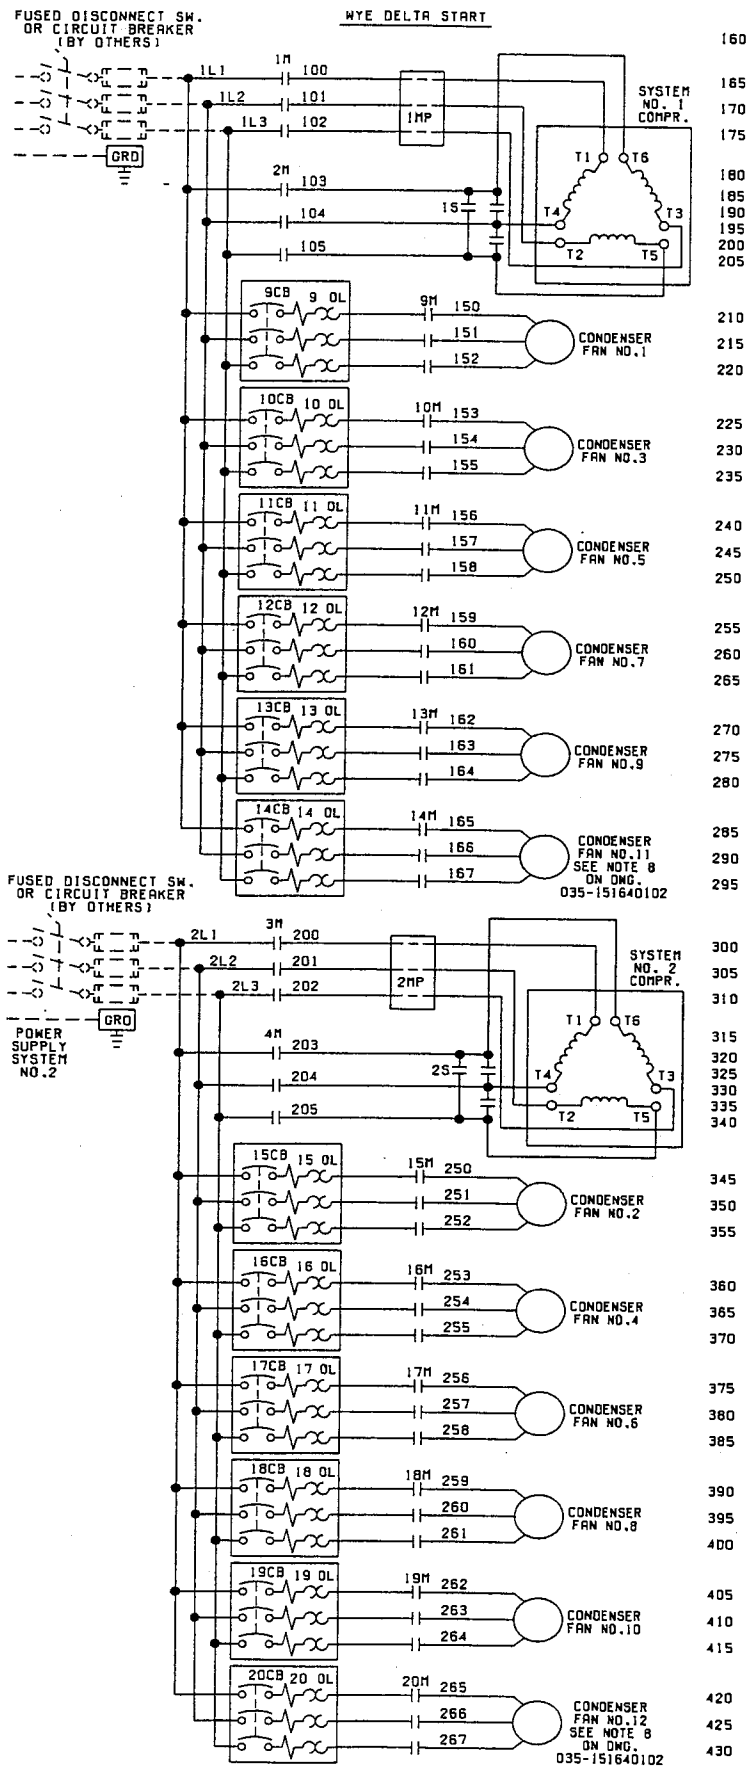 FUSED DISCONNECT SW.
OR CIRCUIT BREAKER
(BY OTHERS)
WYE DELTA START
160
1L1 1M 100
165
1L2 101
170
1L3 102
175
1MP
SYSTEM
NO. 1
COMPR.
GRD
T1 T6
180
2M 103
185
1S
190
104 T4 T3
195
T2 T5
200
105
205
9CB 9 OL 9M 150
210
151
215
152
220
CONDENSER
FAN NO.1
10CB 10 OL 10M 153
225
154
230
155
235
CONDENSER
FAN NO.3
11CB 11 OL 11M 156
240
157
245
158
250
CONDENSER
FAN NO.5
12CB 12 OL 12M 159
255
160
260
161
265
CONDENSER
FAN NO.7
13CB 13 OL 13M 162
270
163
275
164
280
CONDENSER
FAN NO.9
14CB 14 OL 14M 165
285
166
290
167
295
CONDENSER
FAN NO.11
SEE NOTE 8
ON DWG.
035-151640102
FUSED DISCONNECT SW.
OR CIRCUIT BREAKER
(BY OTHERS)
2L1 3M 200
300
2L2 201
305
2L3 202
310
2MP
SYSTEM
NO. 2
COMPR.
GRD
POWER
SUPPLY
SYSTEM
NO.2
T1 T6
315
4M 203
320
2S
325
204 T4 T3
330
T2 T5
335
205
340
15CB 15 OL 15M 250
345
251
350
252
355
CONDENSER
FAN NO.2
16CB 16 OL 16M 253
360
254
365
255
370
CONDENSER
FAN NO.4
17CB 17 OL 17M 256
375
257
380
258
385
CONDENSER
FAN NO.6
18CB 18 OL 18M 259
390
260
395
261
400
CONDENSER
FAN NO.8
19CB 19 OL 19M 262
405
263
410
264
415
CONDENSER
FAN NO.10
20CB 20 OL 20M 265
420
266
425
267
430
CONDENSER
FAN NO.12
SEE NOTE 8
ON DWG.
035-151640102